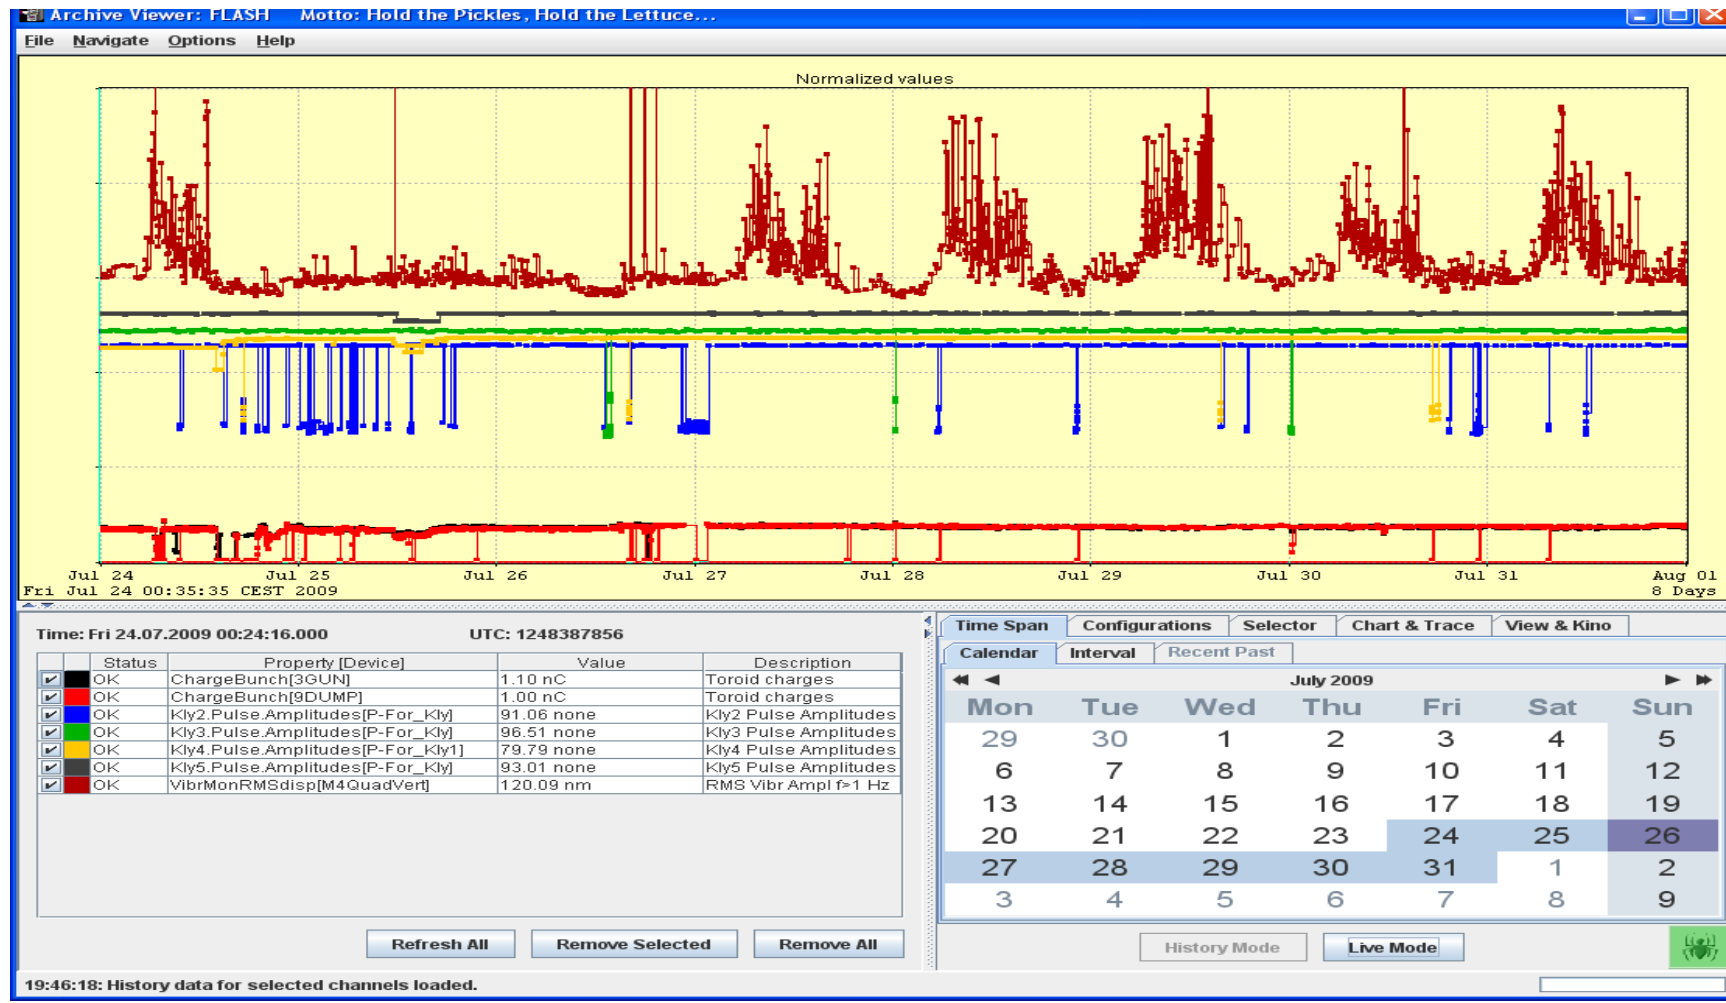 Archive Viewer: FLASH Motto: Hold the Pickles, Hold the Lettuce...
File Navigate Options Help
Normalized values
Jul 24 Jul 25 Jul 26 Jul 27 Jul 28 Jul 29 Jul 30 Jul 31 Aug 01
Fri Jul 24 00:35:35 CEST 2009 8 Days
Time: Fri 24.07.2009 00:24:16.000 UTC: 1248387856
Status Property [Device] Value Description
OK ChargeBunch[3GUN] 1.10 nC Toroid charges
OK ChargeBunch[9DUMP] 1.00 nC Toroid charges
OK Kly2.Pulse.Amplitudes[P-For_Kly] 91.06 none Kly2 Pulse Amplitudes
OK Kly3.Pulse.Amplitudes[P-For_Kly] 96.51 none Kly3 Pulse Amplitudes
OK Kly4.Pulse.Amplitudes[P-For_Kly1] 79.79 none Kly4 Pulse Amplitudes
OK Kly5.Pulse.Amplitudes[P-For_Kly] 93.01 none Kly5 Pulse Amplitudes
OK VibrMonRMSdisp[M4QuadVert] 120.09 nm RMS Vibr Ampl f>1 Hz
Refresh All Remove Selected Remove All
Time Span Configurations Selector Chart & Trace View & Kino
Calendar Interval Recent Past
July 2009
Mon Tue Wed Thu Fri Sat Sun
29 30 1 2 3 4 5
6 7 8 9 10 11 12
13 14 15 16 17 18 19
20 21 22 23 24 25 26
27 28 29 30 31 1 2
3 4 5 6 7 8 9
History Mode Live Mode
19:46:18: History data for selected channels loaded.